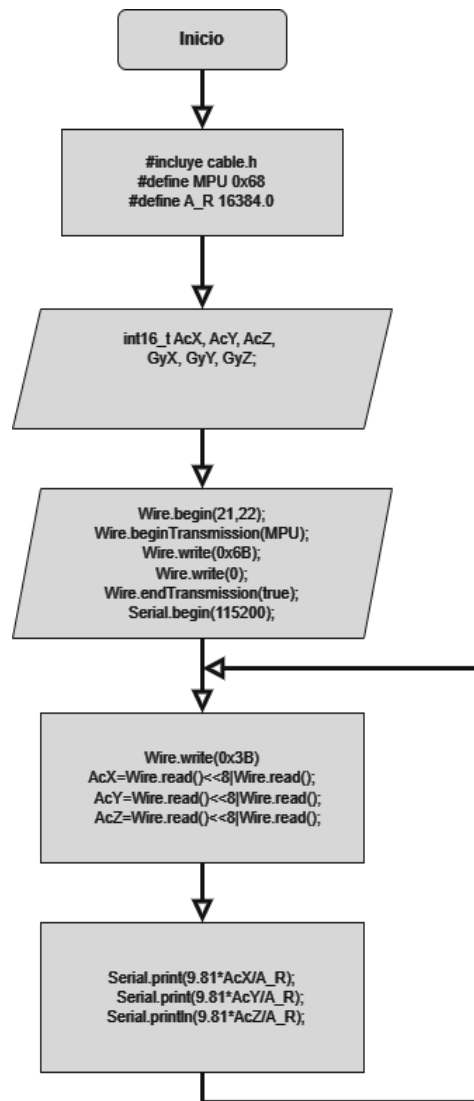 Inicio
#incluye cable.h
#define MPU 0x68
#define A_R 16384.0
int16_t AcX, AcY, AcZ,
GyX, GyY, GyZ;
Wire.begin(21,22);
Wire.beginTransmission(MPU);
Wire.write(0x6B);
Wire.write(0);
Wire.endTransmission(true);
Serial.begin(115200);
Wire.write(0x3B)
AcX=Wire.read()<<8|Wire.read();
AcY=Wire.read()<<8|Wire.read();
AcZ=Wire.read()<<8|Wire.read();
Serial.print(9.81*AcX/A_R);
Serial.print(9.81*AcY/A_R);
Serial.println(9.81*AcZ/A_R);